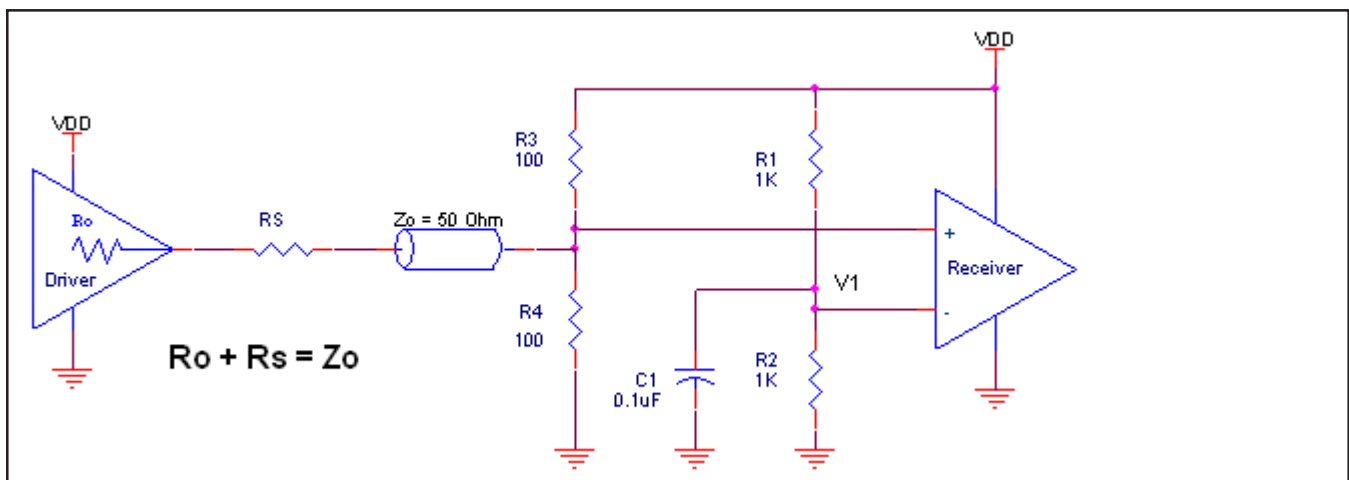 VDD
VDD
R3
100
R1
1K
Ro
RS
Zo = 50 Ohm
+
Driver
Receiver
V1
-
R4
100
Ro + Rs = Zo
C1
0.1uF
R2
1K